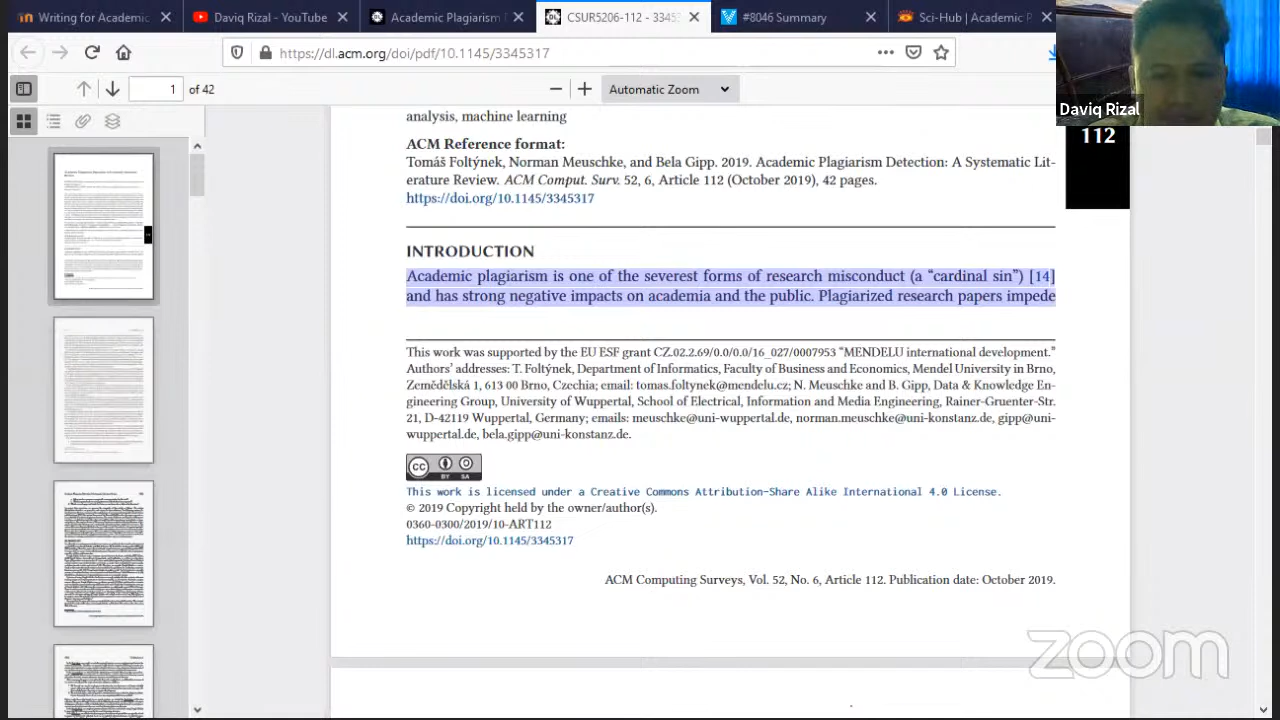 Writing for Academic
Daviq Rizal - YouTube
Academic Plagiarism
CSUR5206-112 - 3345
#8046 Summary
Sci-Hub | Academic P
https://dl.acm.org/doi/pdf/10.1145/3345317
1 of 42
Automatic Zoom
Daviq Rizal
112
analysis, machine learning
CM Reference format:
Tomáš Foltýnek, Norman Meuschke, and Bela Gipp. 2019. Academic Plagiarism Detection: A Systematic Lit-
erature Review. ACM Comput. Surv. 52, 6, Article 112 (October 2019), 42 pages.
https://doi.org/10.1145/3345317
INTRODUCTION
Academic plagiarism is one of the severest forms of research misconduct (a “cardinal sin”) [14]
and has strong negative impacts on academia and the public. Plagiarized research papers impede
This work was supported by the EU ESF grant CZ.02.2.69/0.0/0.0/16_027/0007953 “MENDELU international development.”
Authors’ addresses: T. Foltýnek, Department of Informatics, Faculty of Business and Economics, Mendel University in Brno,
Zemědělská 1, 613 00 Brno, Czechia; email: tomas.foltynek@mendelu.cz; N. Meuschke and B. Gipp, Data & Knowledge En-
gineering Group, University of Wuppertal, School of Electrical, Information and Media Engineering, Rainer-Gruenter-Str.
21, D-42119 Wuppertal, Germany; emails: meuschke@uni-wuppertal.de, norman.meuschke@uni-konstanz.de, gipp@uni-
wuppertal.de, bela.gipp@uni-konstanz.de.
CC BY SA
This work is licensed under a Creative Commons Attribution-Share Alike International 4.0 License.
© 2019 Copyright held by the owner/author(s).
0360-0300/2019/10-ART112
https://doi.org/10.1145/3345317
ACM Computing Surveys, Vol. 52, No. 6, Article 112. Publication date: October 2019.
zoom